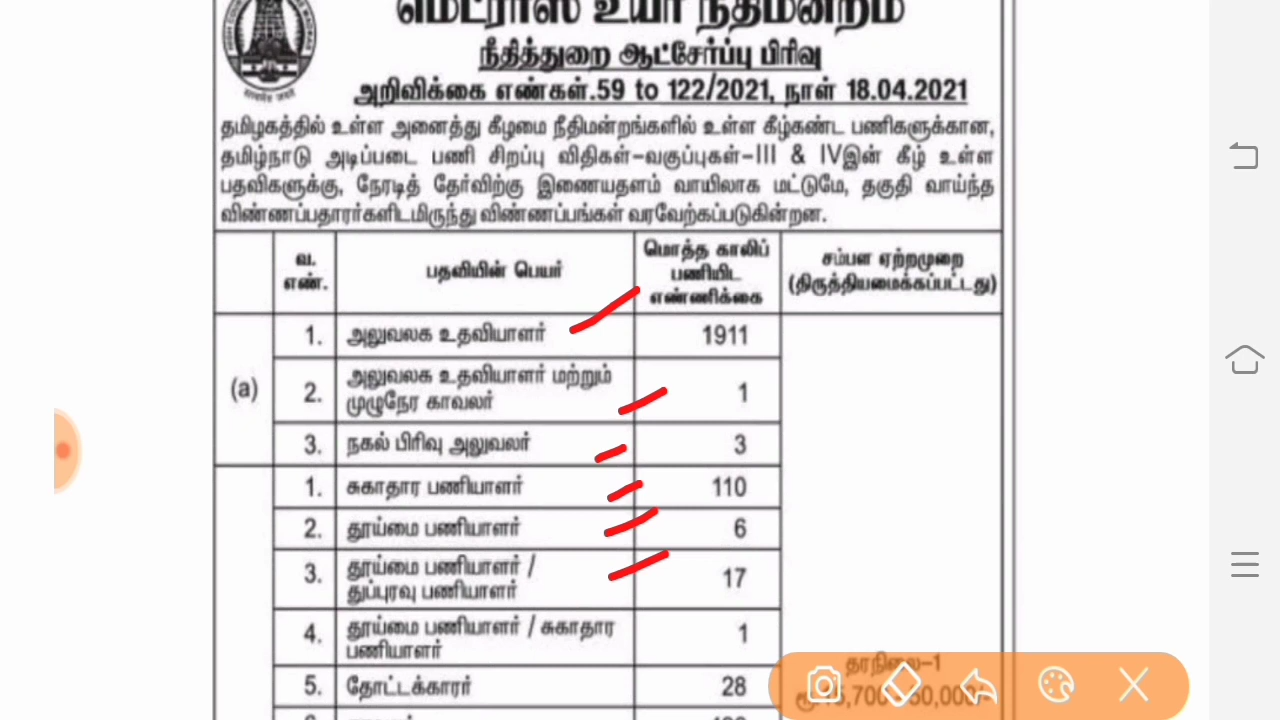 மெட்ராஸ் உயர் நீதிமன்றம்
நீதித்துறை ஆட்சேர்ப்பு பிரிவு
அறிவிக்கை எண்கள்.59 to 122/2021, நாள் 18.04.2021
தமிழகத்தில் உள்ள அனைத்து கீழமை நீதிமன்றங்களில் உள்ள கீழ்கண்ட பணிகளுக்கான,
தமிழ்நாடு அடிப்படை பணி சிறப்பு விதிகள்-வகுப்புகள்-III & IVஇன் கீழ் உள்ள
பதவிகளுக்கு, நேரடித் தேர்விற்கு இணையதளம் வாயிலாக மட்டுமே, தகுதி வாய்ந்த
விண்ணப்பதாரர்களிடமிருந்து விண்ணப்பங்கள் வரவேற்கப்படுகின்றன.
வ. எண்.
பதவியின் பெயர்
மொத்த காலிப்
பணியிட
எண்ணிக்கை
சம்பள ஏற்றமுறை
(திருத்தியமைக்கப்பட்டது)
(a)
1. அலுவலக உதவியாளர் 1911
2. அலுவலக உதவியாளர் மற்றும்
முழுநேர காவலர் 1
3. நகல் பிரிவு அலுவலர் 3
1. சுகாதார பணியாளர் 110
2. தூய்மை பணியாளர் 6
3. தூய்மை பணியாளர் /
துப்புரவு பணியாளர் 17
4. தூய்மை பணியாளர் / சுகாதார
பணியாளர் 1
5. தோட்டக்காரர் 28
தரநிலை-1